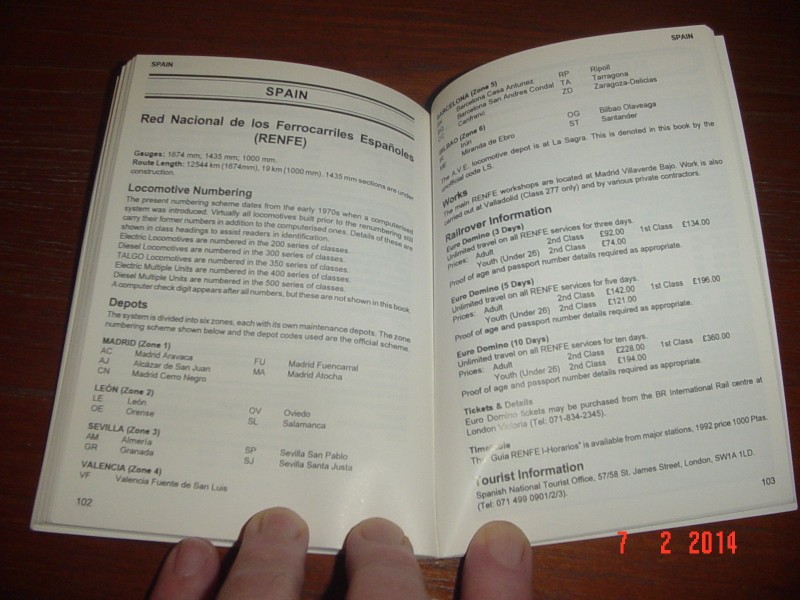 SPAIN
SPAIN
Red Nacional de los Ferrocarriles Españoles
(RENFE)
Gauges: 1674 mm; 1435 mm; 1000 mm.
Route Length: 12544 km (1674mm), 19 km (1000 mm). 1435 mm sections are under
construction.
Locomotive Numbering
The present numbering scheme dates from the early 1970s when a computerised
system was introduced. Virtually all locomotives built prior to the renumbering still
carry their former numbers in addition to the computerised ones. Details of these are
shown in class headings to assist readers in identification.
Electric Locomotives are numbered in the 200 series of classes.
Diesel Locomotives are numbered in the 300 series of classes.
TALGO Locomotives are numbered in the 350 series of classes.
Electric Multiple Units are numbered in the 400 series of classes.
Diesel Multiple Units are numbered in the 500 series of classes.
A computer check digit appears after all numbers, but these are not shown in this book.
Depots
The system is divided into six zones, each with its own maintenance depots. The zone
numbering scheme shown below and the depot codes used are the official scheme.
MADRID (Zone 1)
AC Madrid Aravaca FU Madrid Fuencarral
AJ Alcázar de San Juan MA Madrid Atocha
CN Madrid Cerro Negro
LEÓN (Zone 2)
LE León OV Oviedo
OE Orense SL Salamanca
SEVILLA (Zone 3)
AM Almería SP Sevilla San Pablo
GR Granada SJ Sevilla Santa Justa
VALENCIA (Zone 4)
VF Valencia Fuente de San Luis
102
SPAIN
BARCELONA (Zone 5)
Barcelona Casa Antunez RP Ripoll
Barcelona San Andres Condal TA Tarragona
Canfranc ZD Zaragoza-Delicias
BILBAO (Zone 6)
Irún OG Bilbao Olaveaga
Miranda de Ebro ST Santander
The A.V.E. locomotive depot is at La Sagra. This is denoted in this book by the
unofficial code LS.
Works
The main RENFE workshops are located at Madrid Villaverde Bajo. Work is also
carried out at Valladolid (Class 277 only) and by various private contractors.
Railrover Information
Euro Domino (3 Days)
Unlimited travel on all RENFE services for three days.
Prices: Adult 2nd Class £92.00 1st Class £134.00
Youth (Under 26) 2nd Class £74.00
Proof of age and passport number details required as appropriate.
Euro Domino (5 Days)
Unlimited travel on all RENFE services for five days.
Prices: Adult 2nd Class £142.00 1st Class £196.00
Youth (Under 26) 2nd Class £121.00
Proof of age and passport number details required as appropriate.
Euro Domino (10 Days)
Unlimited travel on all RENFE services for ten days.
Prices: Adult 2nd Class £228.00 1st Class £360.00
Youth (Under 26) 2nd Class £194.00
Proof of age and passport number details required as appropriate.
Tickets & Details
Euro Domino tickets may be purchased from the BR International Rail centre at
London Victoria (Tel: 071-834-2345).
Timetable
The "Guia RENFE I-Horarios" is available from major stations, 1992 price 1000 Ptas.
Tourist Information
Spanish National Tourist Office, 57/58 St. James Street, London, SW1A 1LD.
(Tel: 071 499 0901/2/3).
103
7 2 2014